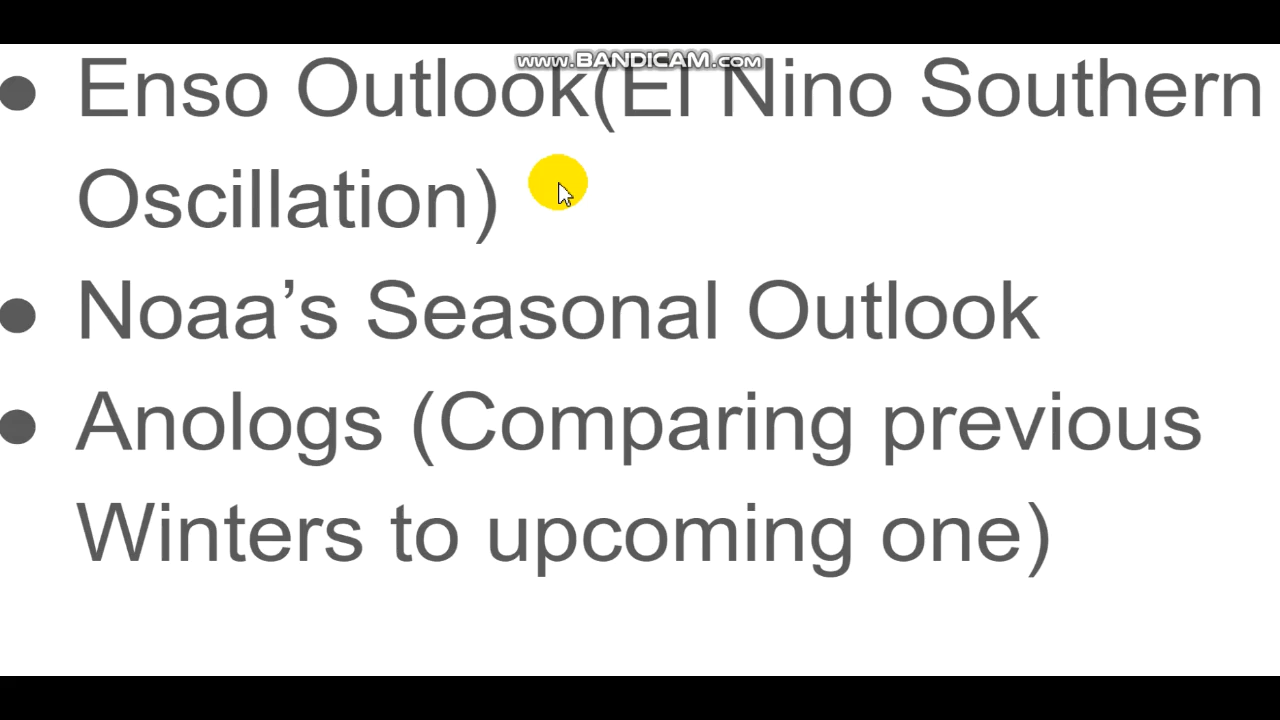 www.BANDICAM.com
• Enso Outlook(El Nino Southern
Oscillation)
• Noaa’s Seasonal Outlook
• Anologs (Comparing previous
Winters to upcoming one)